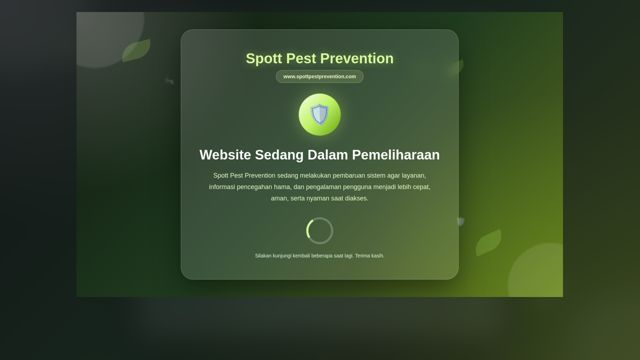 Spott Pest Prevention
www.spottpestprevention.com
Website Sedang Dalam Pemeliharaan
Spott Pest Prevention sedang melakukan pembaruan sistem agar layanan,
informasi pencegahan hama, dan pengalaman pengguna menjadi lebih cepat,
aman, serta nyaman saat diakses.
Silakan kunjungi kembali beberapa saat lagi. Terima kasih.